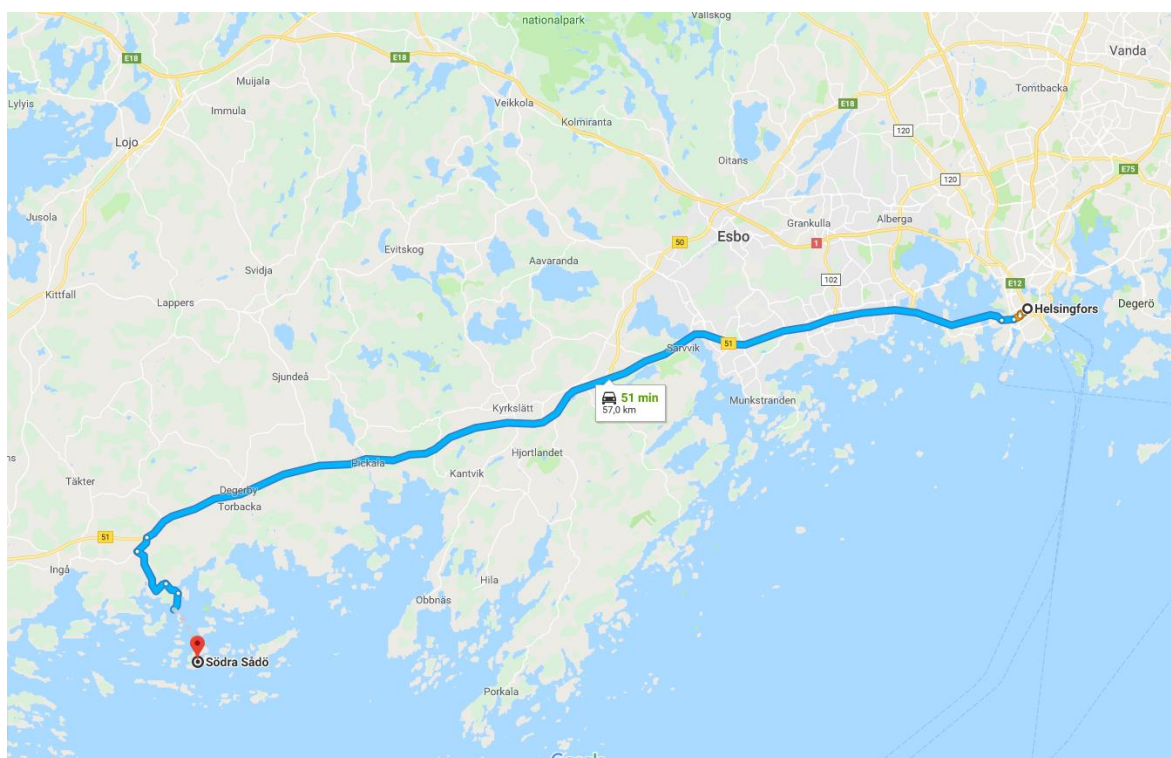 nationalpark
Vällskog
Vanda
E18
E18
Muijala
Tomtbacka
Lylyis
Immula
Veikkola
E18
Kolmiranta
120
Lojo
Oitans
E75
120
Jusola
Grankulla
Alberga
Esbo
1
50
Evitskog
Aavaranda
Svidja
102
E12
Kittfall
Lappers
Helsingfors
Degerö
51
Sarvvik
Sjundeå
51 min
57,0 km
Munkstranden
Kyrkslätt
Hjortlandet
Pickala
Kantvik
Täkter
Degerby
Torbacka
51
Ingå
Hila
Obbnäs
Södra Sådö
Porkala